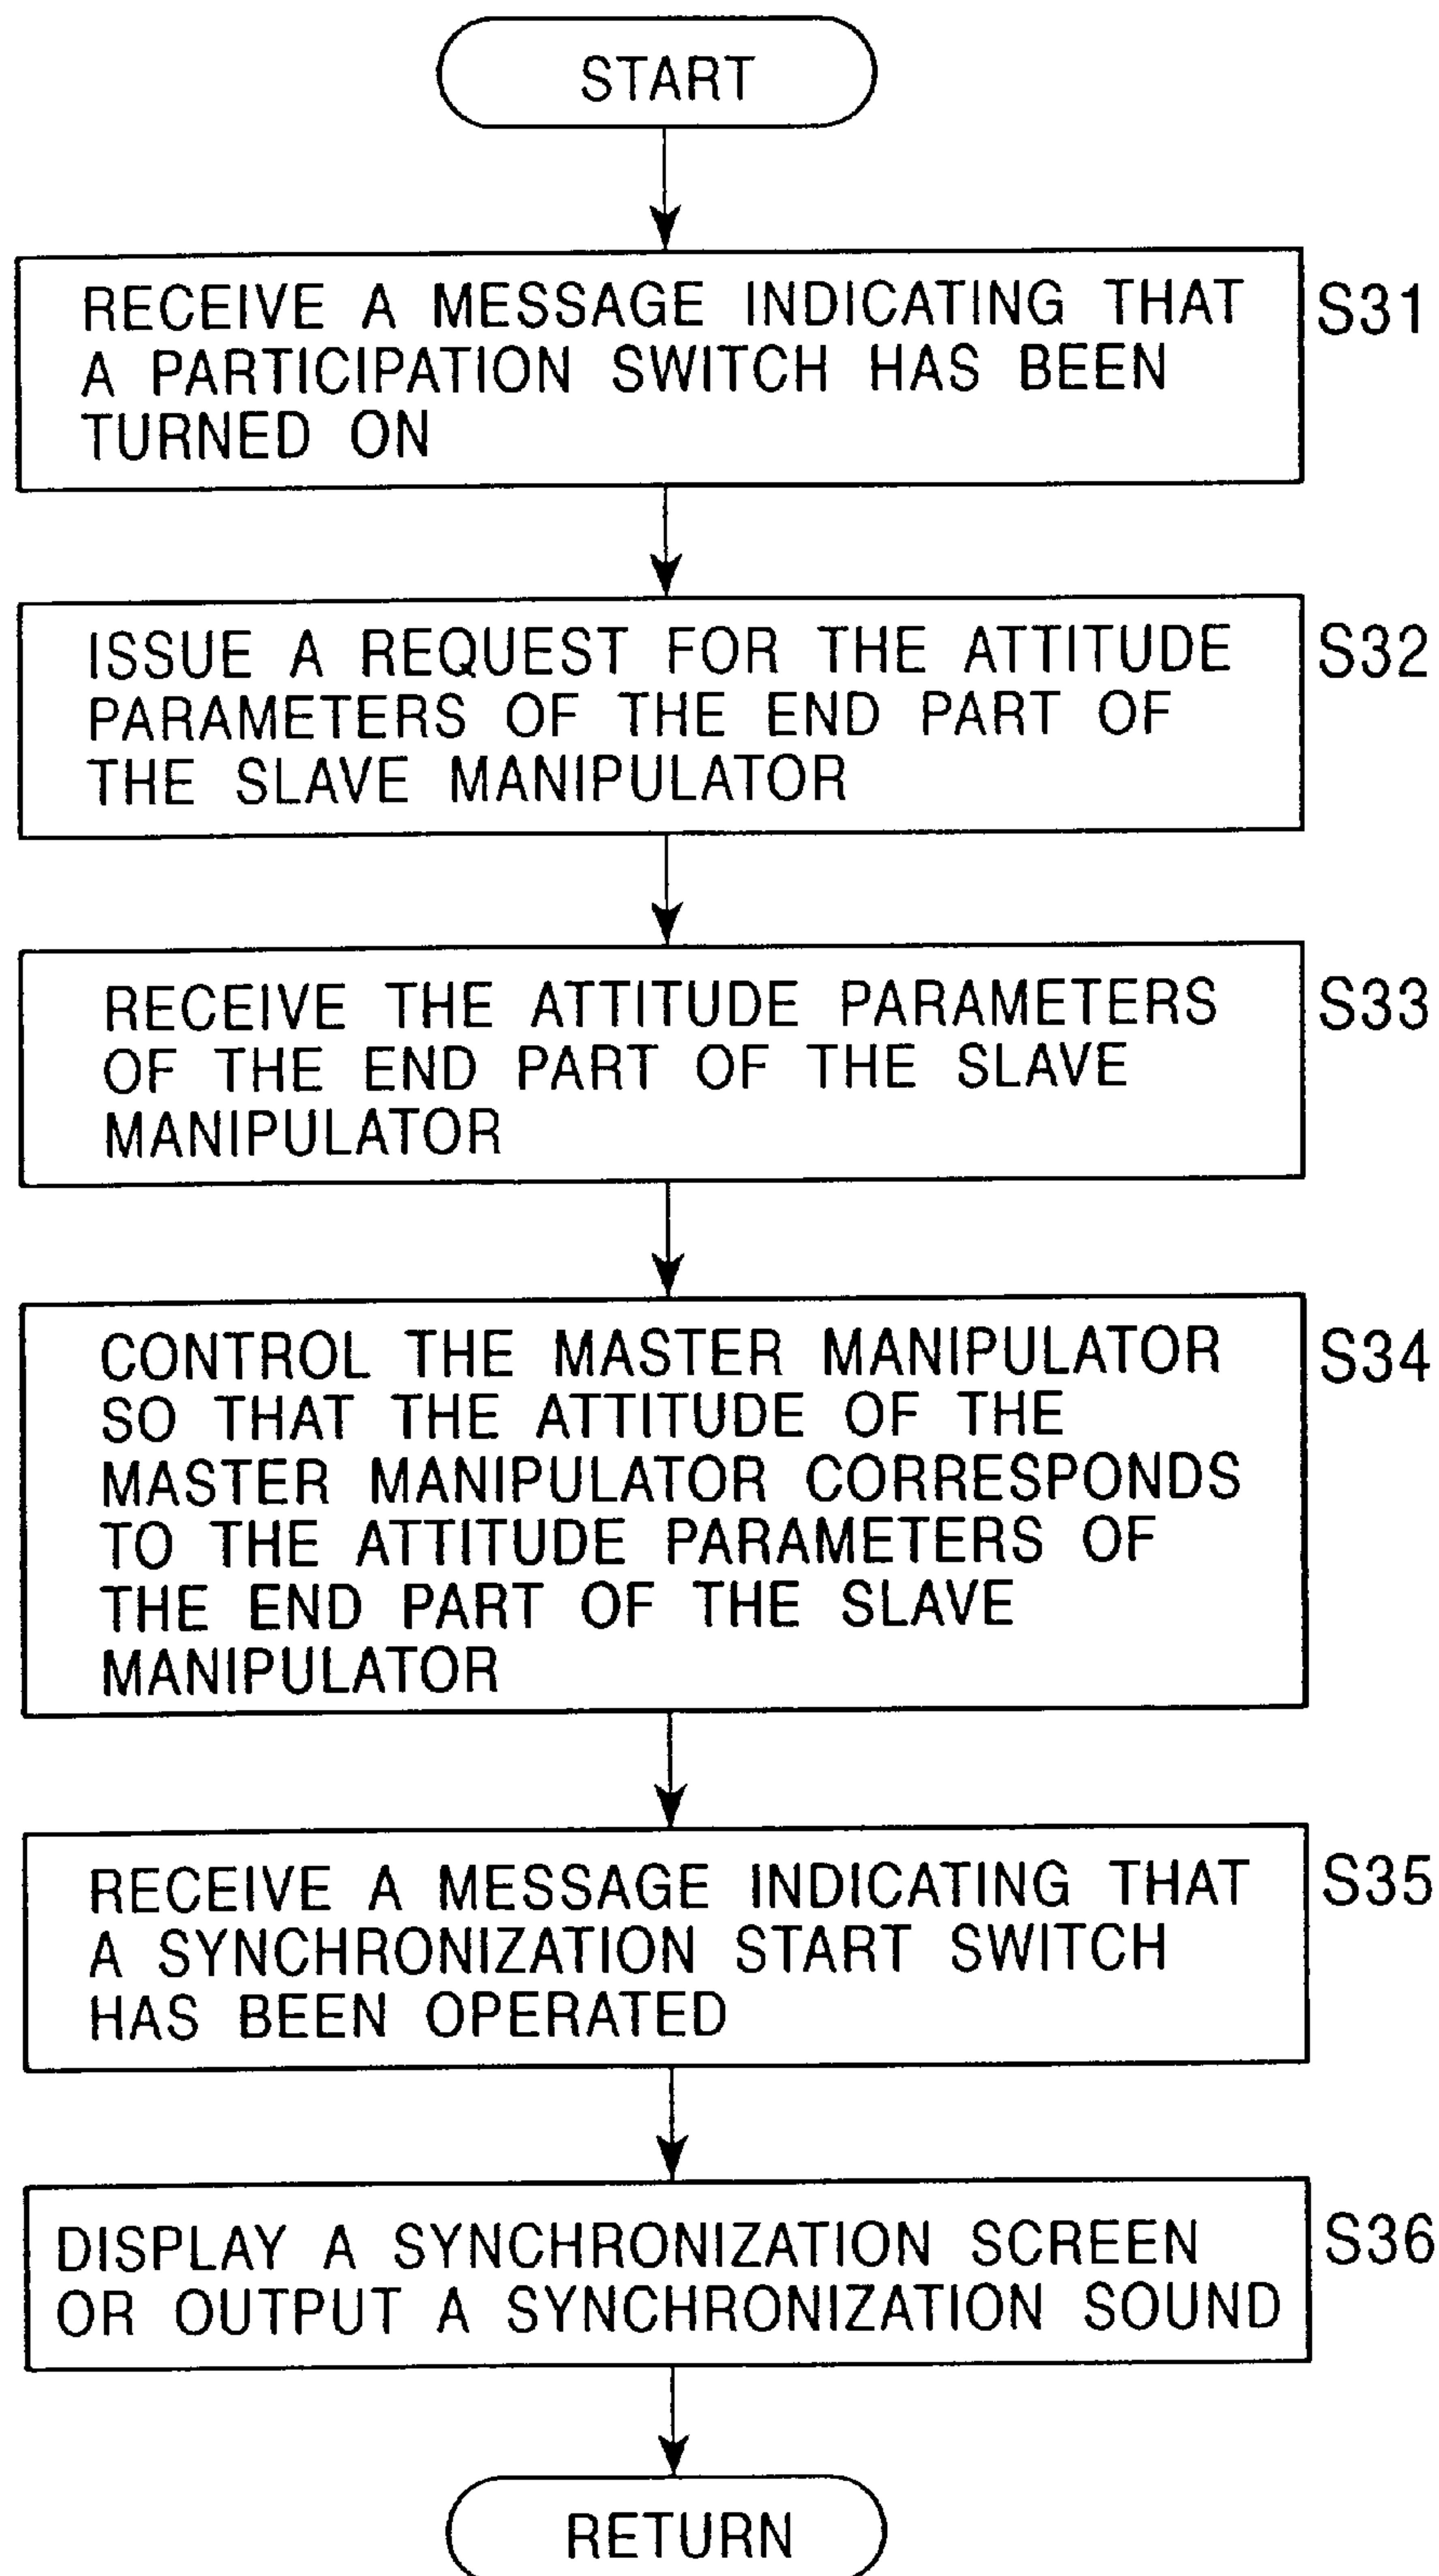 START
RECEIVE A MESSAGE INDICATING THAT
A PARTICIPATION SWITCH HAS BEEN
TURNED ON
S31
ISSUE A REQUEST FOR THE ATTITUDE
PARAMETERS OF THE END PART OF
THE SLAVE MANIPULATOR
S32
RECEIVE THE ATTITUDE PARAMETERS
OF THE END PART OF THE SLAVE
MANIPULATOR
S33
CONTROL THE MASTER MANIPULATOR
SO THAT THE ATTITUDE OF THE
MASTER MANIPULATOR CORRESPONDS
TO THE ATTITUDE PARAMETERS OF
THE END PART OF THE SLAVE
MANIPULATOR
S34
RECEIVE A MESSAGE INDICATING THAT
A SYNCHRONIZATION START SWITCH
HAS BEEN OPERATED
S35
DISPLAY A SYNCHRONIZATION SCREEN
OR OUTPUT A SYNCHRONIZATION SOUND
S36
RETURN